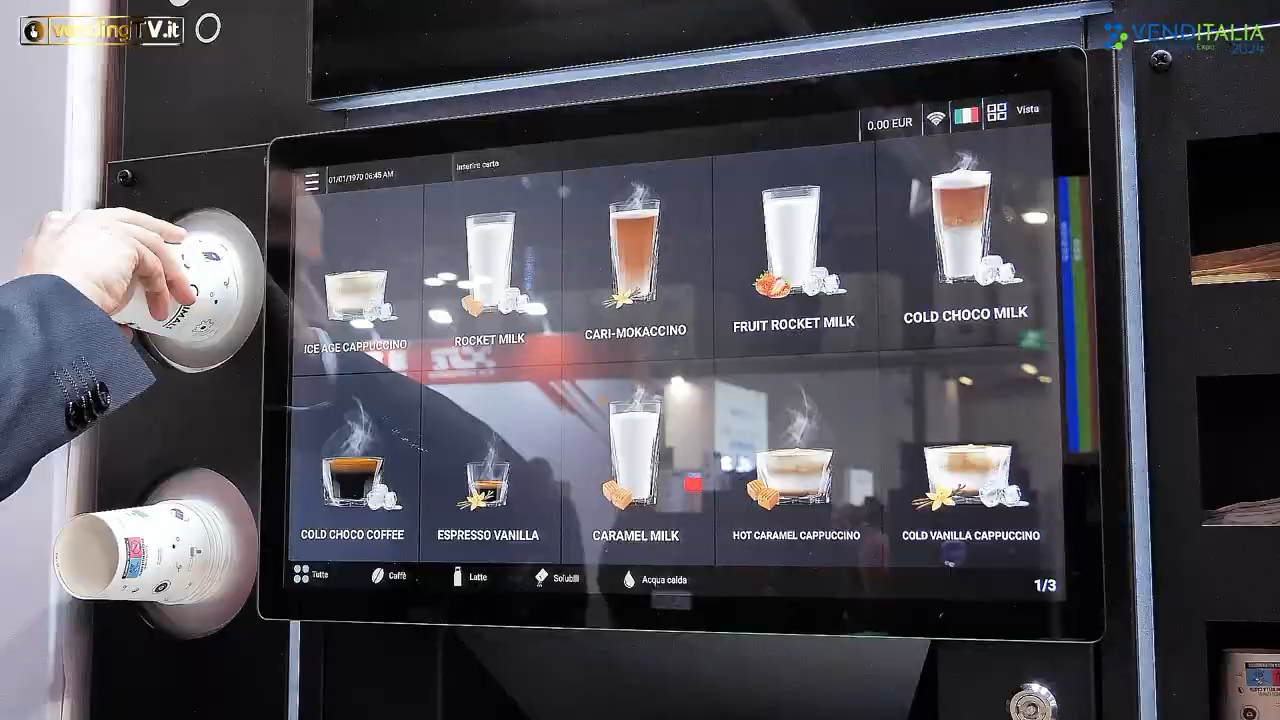 vendingTV.it
VENDITALIA
Expo
2024
0.00 EUR
Vista
01/01/1970 06:45 AM
Inserire carta
ICE AGE CAPPUCCINO
ROCKET MILK
CARI-MOKACCINO
FRUIT ROCKET MILK
COLD CHOCO MILK
COLD CHOCO COFFEE
ESPRESSO VANILLA
CARAMEL MILK
HOT CARAMEL CAPPUCCINO
COLD VANILLA CAPPUCCINO
Tutte
Caffè
Latte
Solubili
Acqua calda
1/3